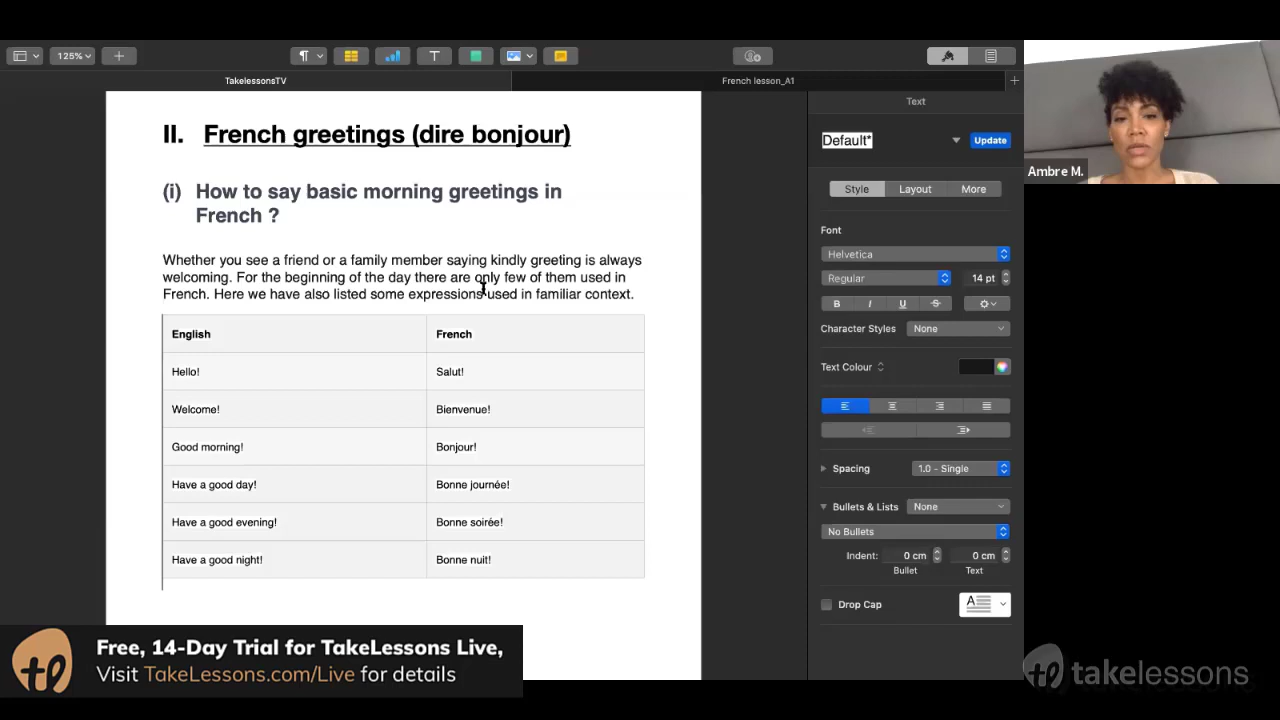 125%
TakelessonsTV
French lesson_A1
II. French greetings (dire bonjour)
(i) How to say basic morning greetings in
French ?
Whether you see a friend or a family member saying kindly greeting is always
welcoming. For the beginning of the day there are only few of them used in
French. Here we have also listed some expressions used in familiar context.
English French
Hello! Salut!
Welcome! Bienvenue!
Good morning! Bonjour!
Have a good day! Bonne journée!
Have a good evening! Bonne soirée!
Have a good night! Bonne nuit!
Text
Default* Update
Style Layout More
Font
Helvetica
Regular 14 pt
B I U S
Character Styles None
Text Colour
Spacing 1.0 - Single
Bullets & Lists None
No Bullets
Indent: 0 cm 0 cm
Bullet Text
Drop Cap
A
Ambre M.
Free, 14-Day Trial for TakeLessons Live,
Visit TakeLessons.com/Live for details
takelessons